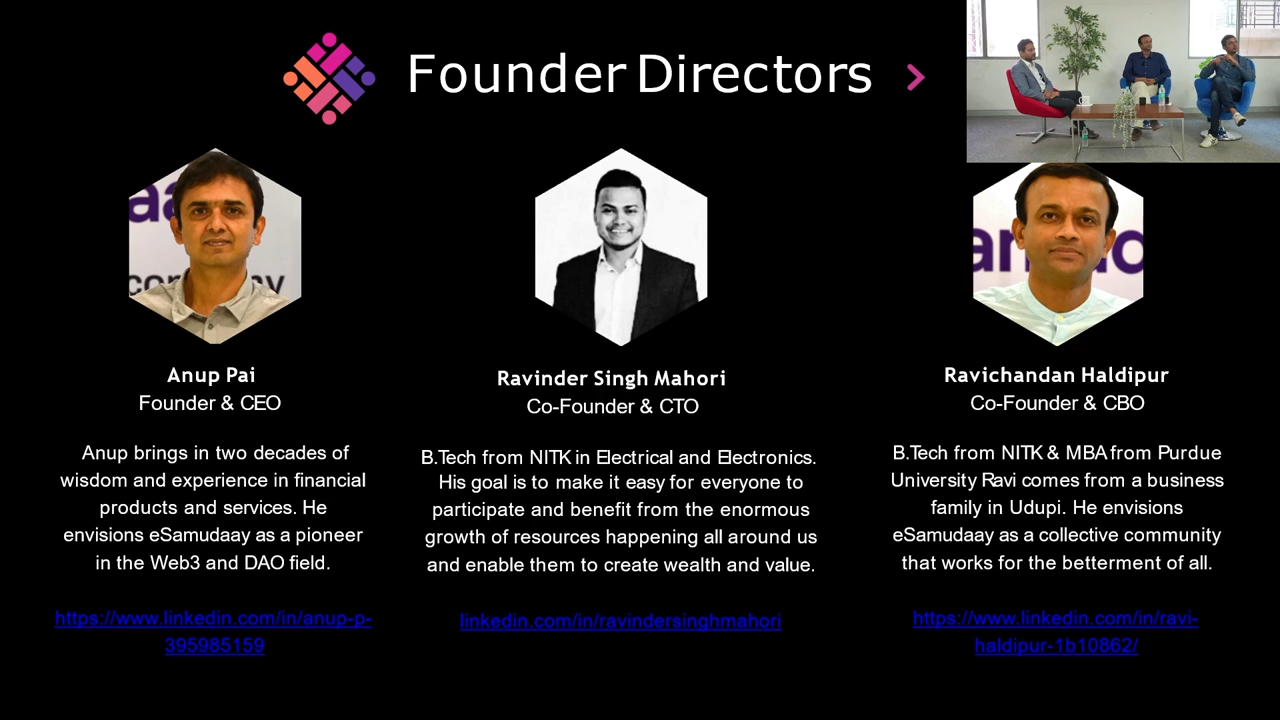 Founder Directors
Anup Pai
Founder & CEO
Anup brings in two decades of
wisdom and experience in financial
products and services. He
envisions eSamudaay as a pioneer
in the Web3 and DAO field.
https://www.linkedin.com/in/anup-p-
395985159
Ravinder Singh Mahori
Co-Founder & CTO
B.Tech from NITK in Electrical and Electronics.
His goal is to make it easy for everyone to
participate and benefit from the enormous
growth of resources happening all around us
and enable them to create wealth and value.
linkedin.com/in/ravindersinghmahori
Ravichandan Haldipur
Co-Founder & CBO
B.Tech from NITK & MBA from Purdue
University Ravi comes from a business
family in Udupi. He envisions
eSamudaay as a collective community
that works for the betterment of all.
https://www.linkedin.com/in/ravi-
haldipur-1b10862/